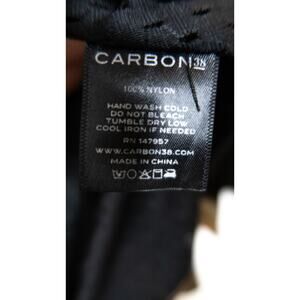 CARBON38
100% NYLON
HAND WASH COLD
DO NOT BLEACH
TUMBLE DRY LOW
COOL IRON IF NEEDED
RN 147957
WWW.CARBON38.COM
MADE IN CHINA